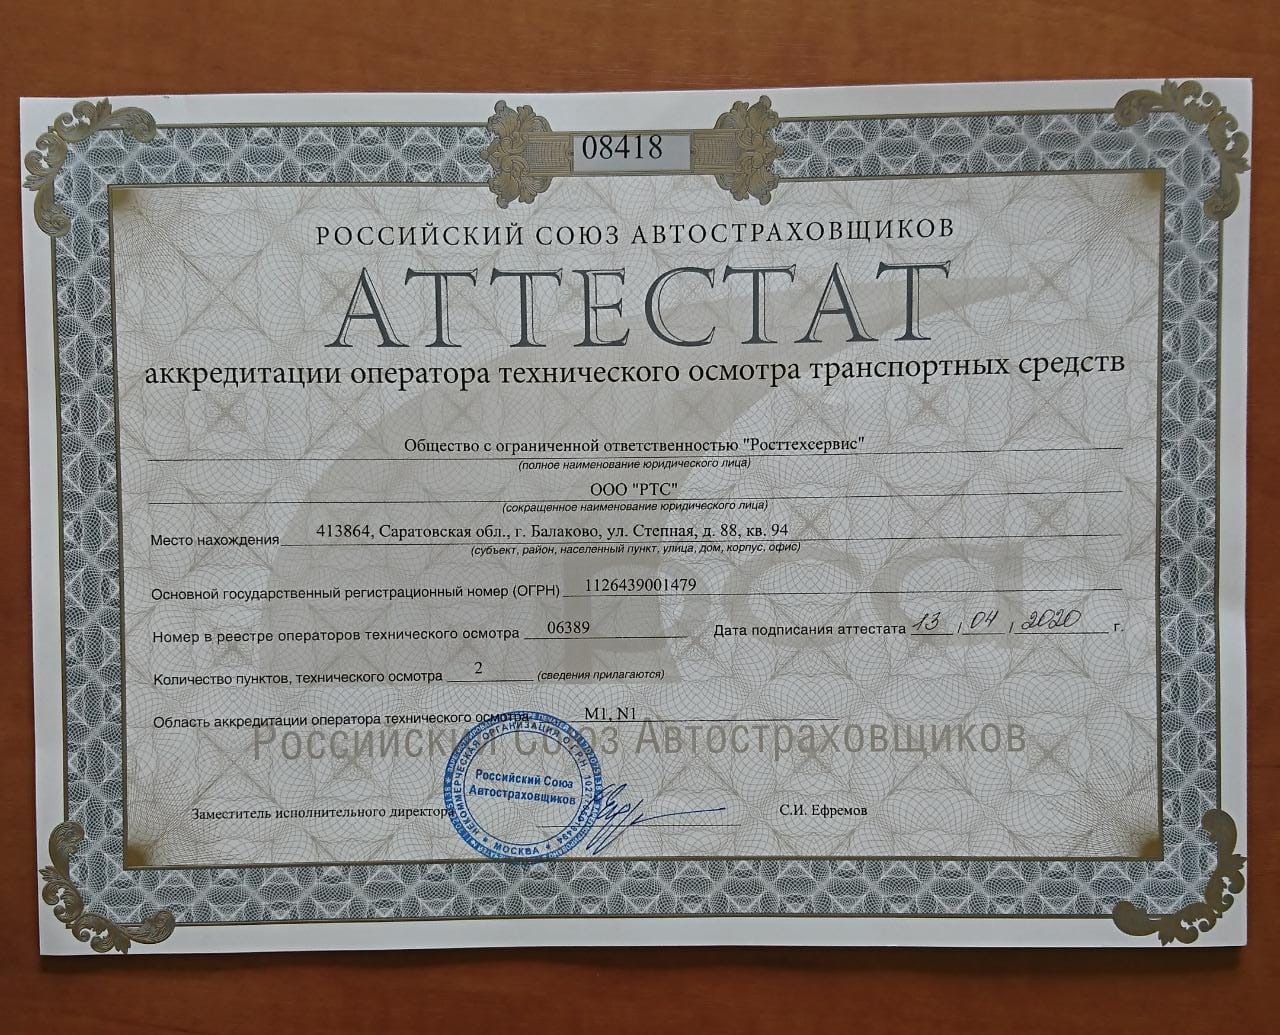 08418
РОССИЙСКИЙ СОЮЗ АВТОСТРАХОВЩИКОВ
АТТЕСТАТ
аккредитации оператора технического осмотра транспортных средств
Общество с ограниченной ответственностью "Росттехсервис"
(полное наименование юридического лица)
ООО "РТС"
(сокращенное наименование юридического лица)
Место нахождения 413864, Саратовская обл., г. Балаково, ул. Степная, д. 88, кв. 94
(субъект, район, населенный пункт, улица, дом, корпус, офис)
Основной государственный регистрационный номер (ОГРН) 1126439001479
Номер в реестре операторов технического осмотра 06389 Дата подписания аттестата 13 / 04 / 2020 г.
Количество пунктов, технического осмотра 2 (сведения прилагаются)
Область аккредитации оператора технического осмотра M1, N1
Российский Союз Автостраховщиков
НЕКОММЕРЧЕСКАЯ ОРГАНИЗАЦИЯ О.Г.Р.Н.
Российский Союз
Автостраховщиков
* МОСКВА *
Заместитель исполнительного директора С.И. Ефремов